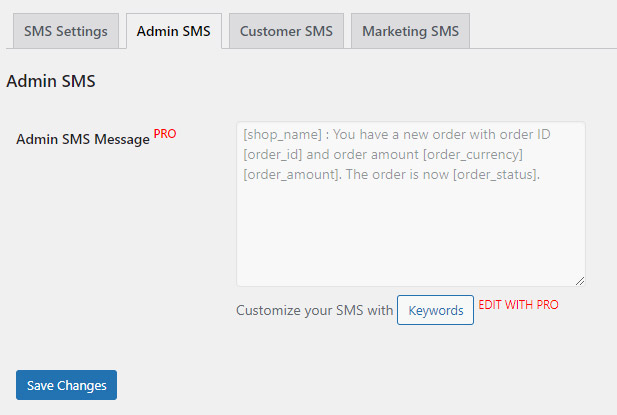 SMS Settings Admin SMS Customer SMS Marketing SMS
Admin SMS
Admin SMS Message PRO
[shop_name] : You have a new order with order ID
[order_id] and order amount [order_currency]
[order_amount]. The order is now [order_status].
Customize your SMS with Keywords EDIT WITH PRO
Save Changes